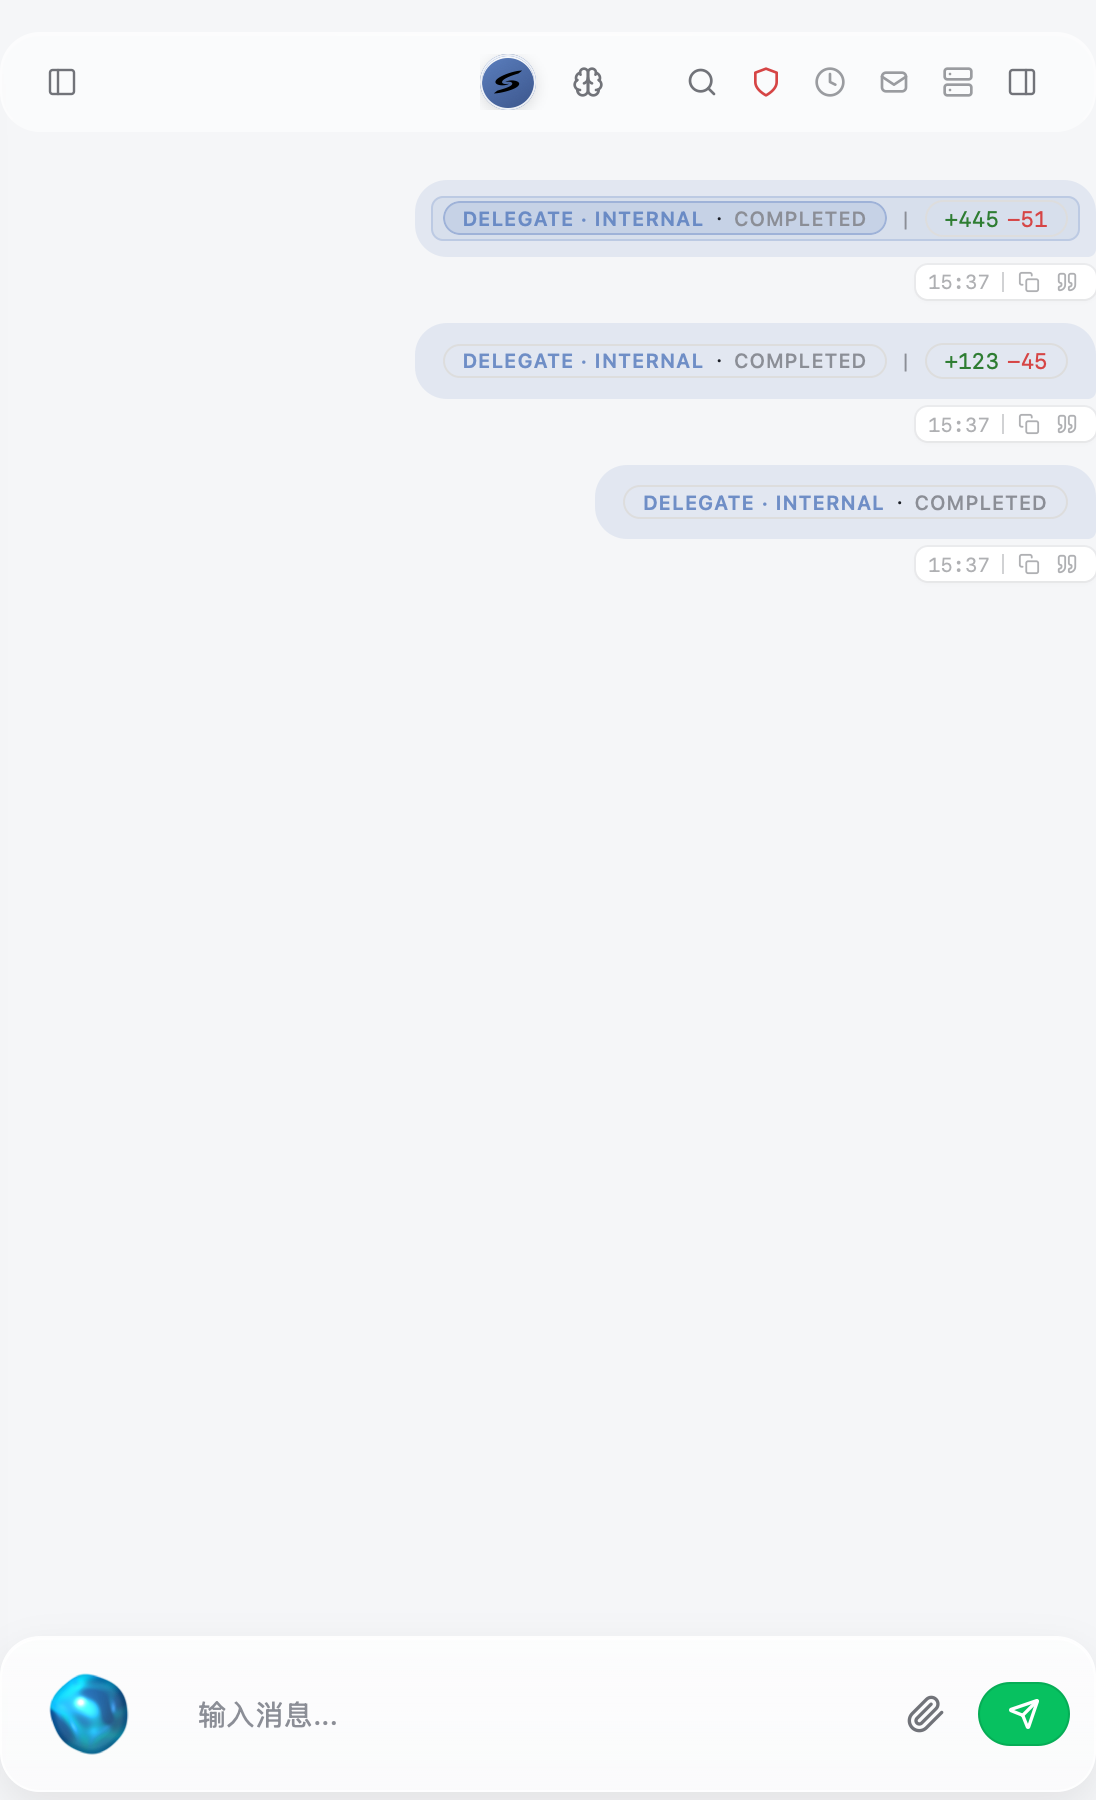 DELEGATE · INTERNAL · COMPLETED | +445 −51
15:37
DELEGATE · INTERNAL · COMPLETED | +123 −45
15:37
DELEGATE · INTERNAL · COMPLETED
15:37
输入消息...